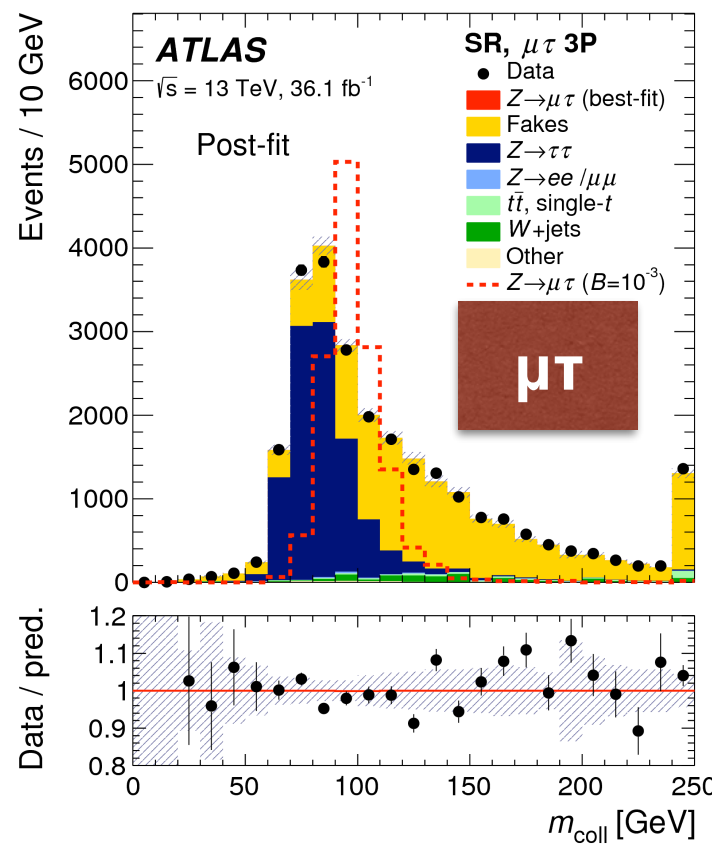 ATLAS
√s = 13 TeV, 36.1 fb⁻¹
Post-fit
SR, μτ 3P
Data
Z→μτ (best-fit)
Fakes
Z→ττ
Z→ee /μμ
tt̄, single-t
W+jets
Other
Z→μτ (B=10⁻³)
μτ
Events / 10 GeV
6000
5000
4000
3000
2000
1000
0
Data / pred.
1.2
1.1
1
0.9
0.8
0 50 100 150 200 250
m_coll [GeV]